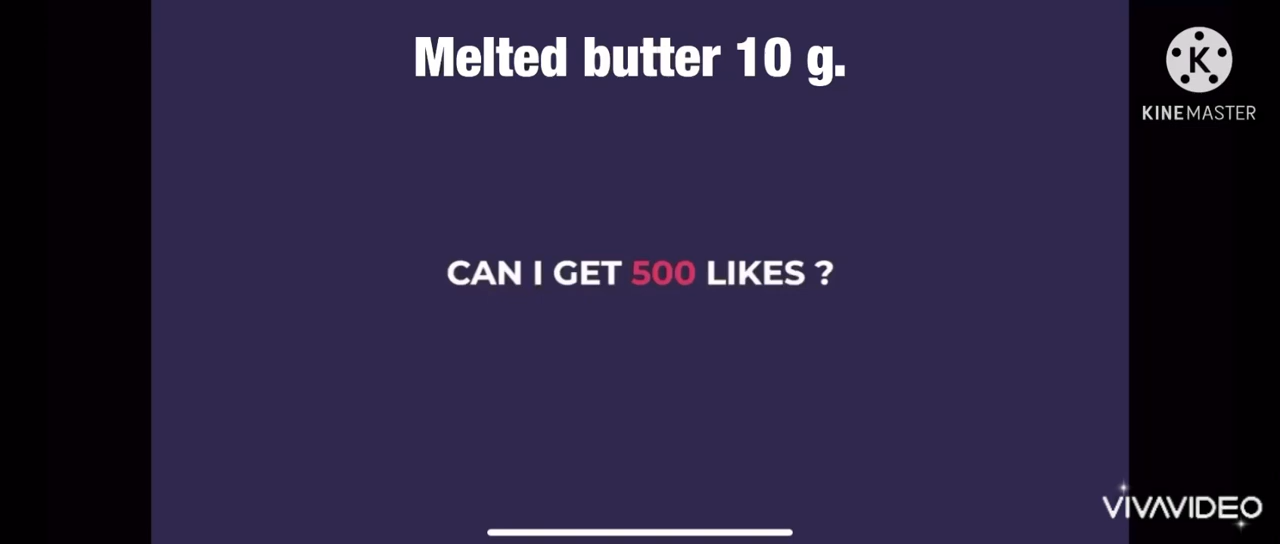 Melted butter 10 g.
K
KINEMASTER
CAN I GET 500 LIKES ?
VIVAVIDEO